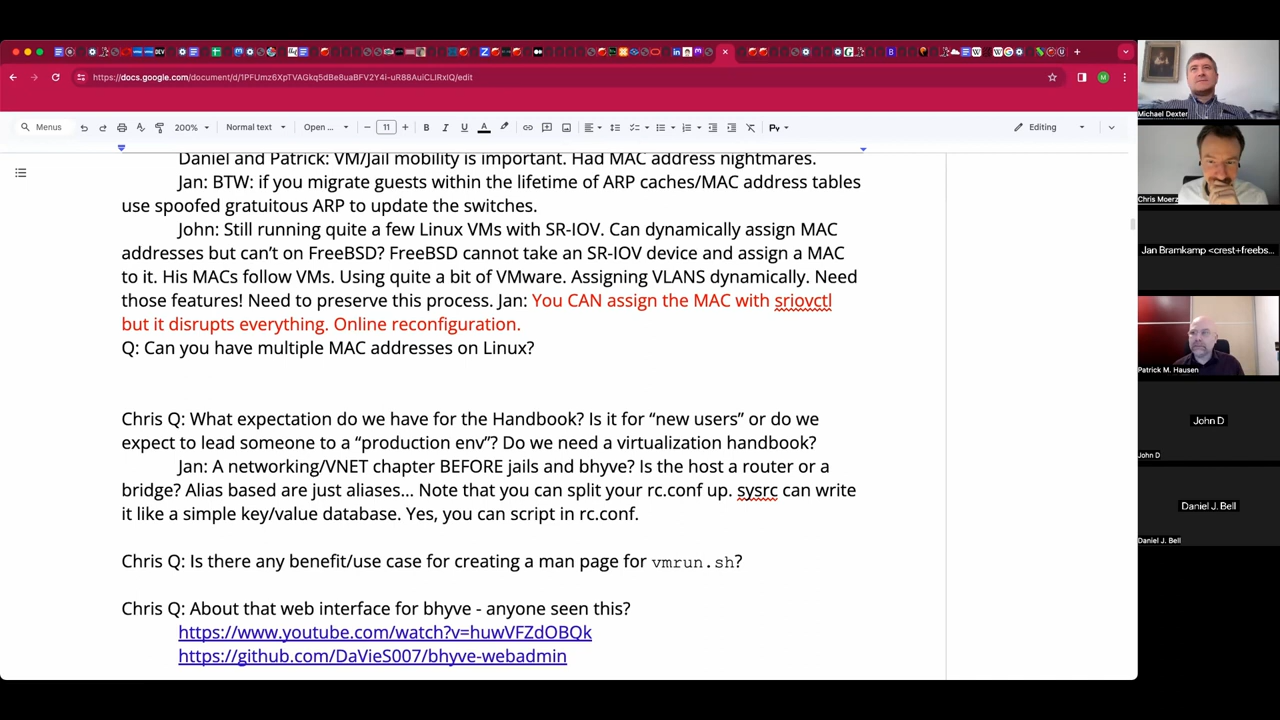 https://docs.google.com/document/d/1PFUmz6XpTVAGkq5dBe8uaBFV2Y4i-uR88AuiCLIRxIQ/edit
Menus
200%
Normal text
Open ...
11
Editing
Daniel and Patrick: VM/Jail mobility is important. Had MAC address nightmares.
Jan: BTW: if you migrate guests within the lifetime of ARP caches/MAC address tables
use spoofed gratuitous ARP to update the switches.
John: Still running quite a few Linux VMs with SR-IOV. Can dynamically assign MAC
addresses but can't on FreeBSD? FreeBSD cannot take an SR-IOV device and assign a MAC
to it. His MACs follow VMs. Using quite a bit of VMware. Assigning VLANS dynamically. Need
those features! Need to preserve this process. Jan: You CAN assign the MAC with sriovctl
but it disrupts everything. Online reconfiguration.
Q: Can you have multiple MAC addresses on Linux?
Chris Q: What expectation do we have for the Handbook? Is it for “new users” or do we
expect to lead someone to a “production env”? Do we need a virtualization handbook?
Jan: A networking/VNET chapter BEFORE jails and bhyve? Is the host a router or a
bridge? Alias based are just aliases... Note that you can split your rc.conf up. sysrc can write
it like a simple key/value database. Yes, you can script in rc.conf.
Chris Q: Is there any benefit/use case for creating a man page for vmrun.sh?
Chris Q: About that web interface for bhyve - anyone seen this?
https://www.youtube.com/watch?v=huwVFZdOBQk
https://github.com/DaVieS007/bhyve-webadmin
Michael Dexter
Chris Moerz
Jan Bramkamp <crest+freebs...
Patrick M. Hausen
John D
John D
Daniel J. Bell
Daniel J. Bell